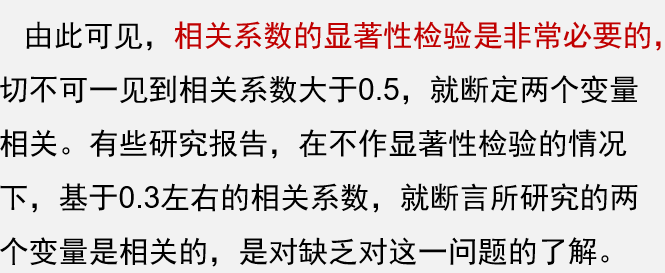 由此可见，相关系数的显著性检验是非常必要的，
切不可一见到相关系数大于0.5，就断定两个变量
相关。有些研究报告，在不作显著性检验的情况
下，基于0.3左右的相关系数，就断言所研究的两
个变量是相关的，是对缺乏对这一问题的了解。